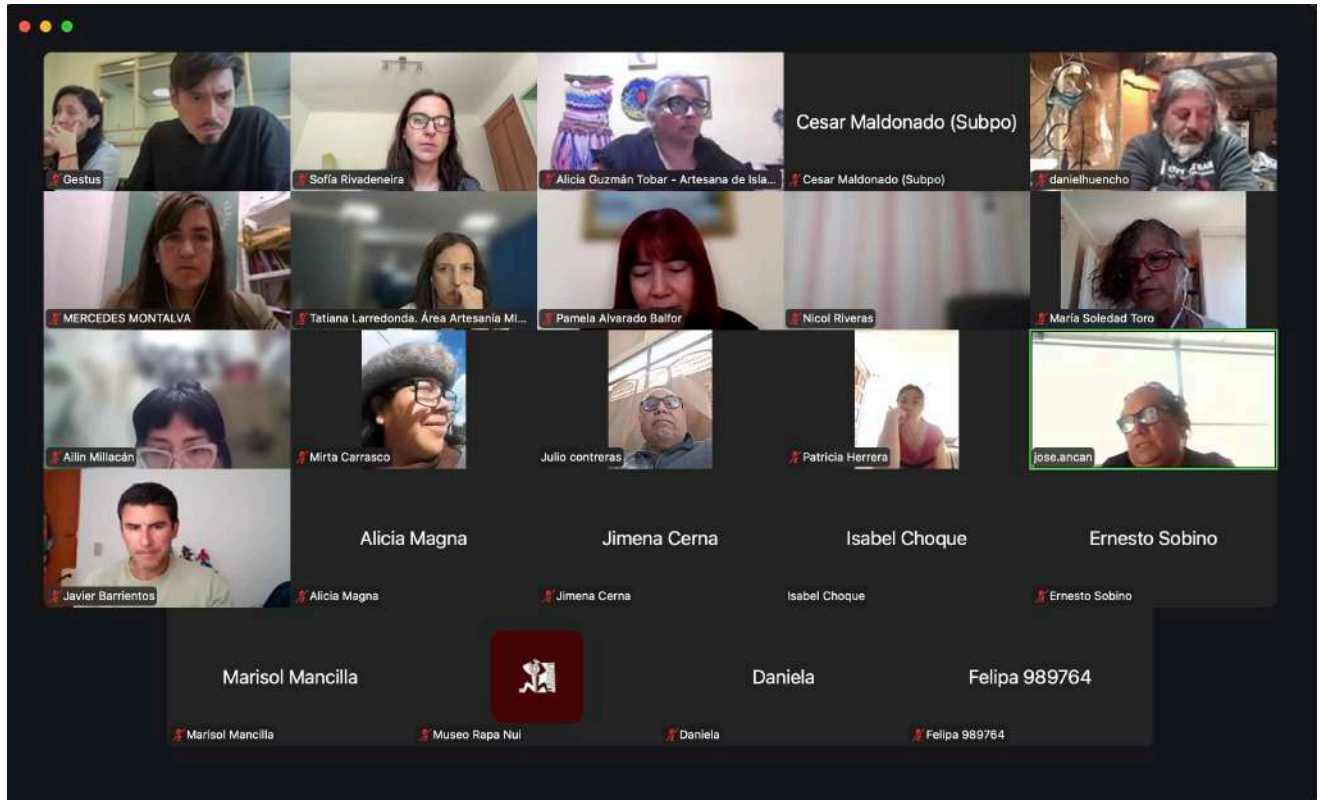 Gestus
Sofía Rivadeneira
Alicia Guzmán Tobar - Artesana de Isla...
Cesar Maldonado (Subpo)
Cesar Maldonado (Subpo)
danielhuencho
MERCEDES MONTALVA
Tatiana Larredonda. Área Artesanía MI...
Pamela Alvarado Balfor
Nicol Riveras
María Soledad Toro
Ailin Millacán
Mirta Carrasco
Julio contreras
Patricia Herrera
jose.ancan
Javier Barrientos
Alicia Magna
Alicia Magna
Jimena Cerna
Jimena Cerna
Isabel Choque
Isabel Choque
Ernesto Sobino
Ernesto Sobino
Marisol Mancilla
Marisol Mancilla
Museo Rapa Nui
Daniela
Daniela
Felipa 989764
Felipa 989764